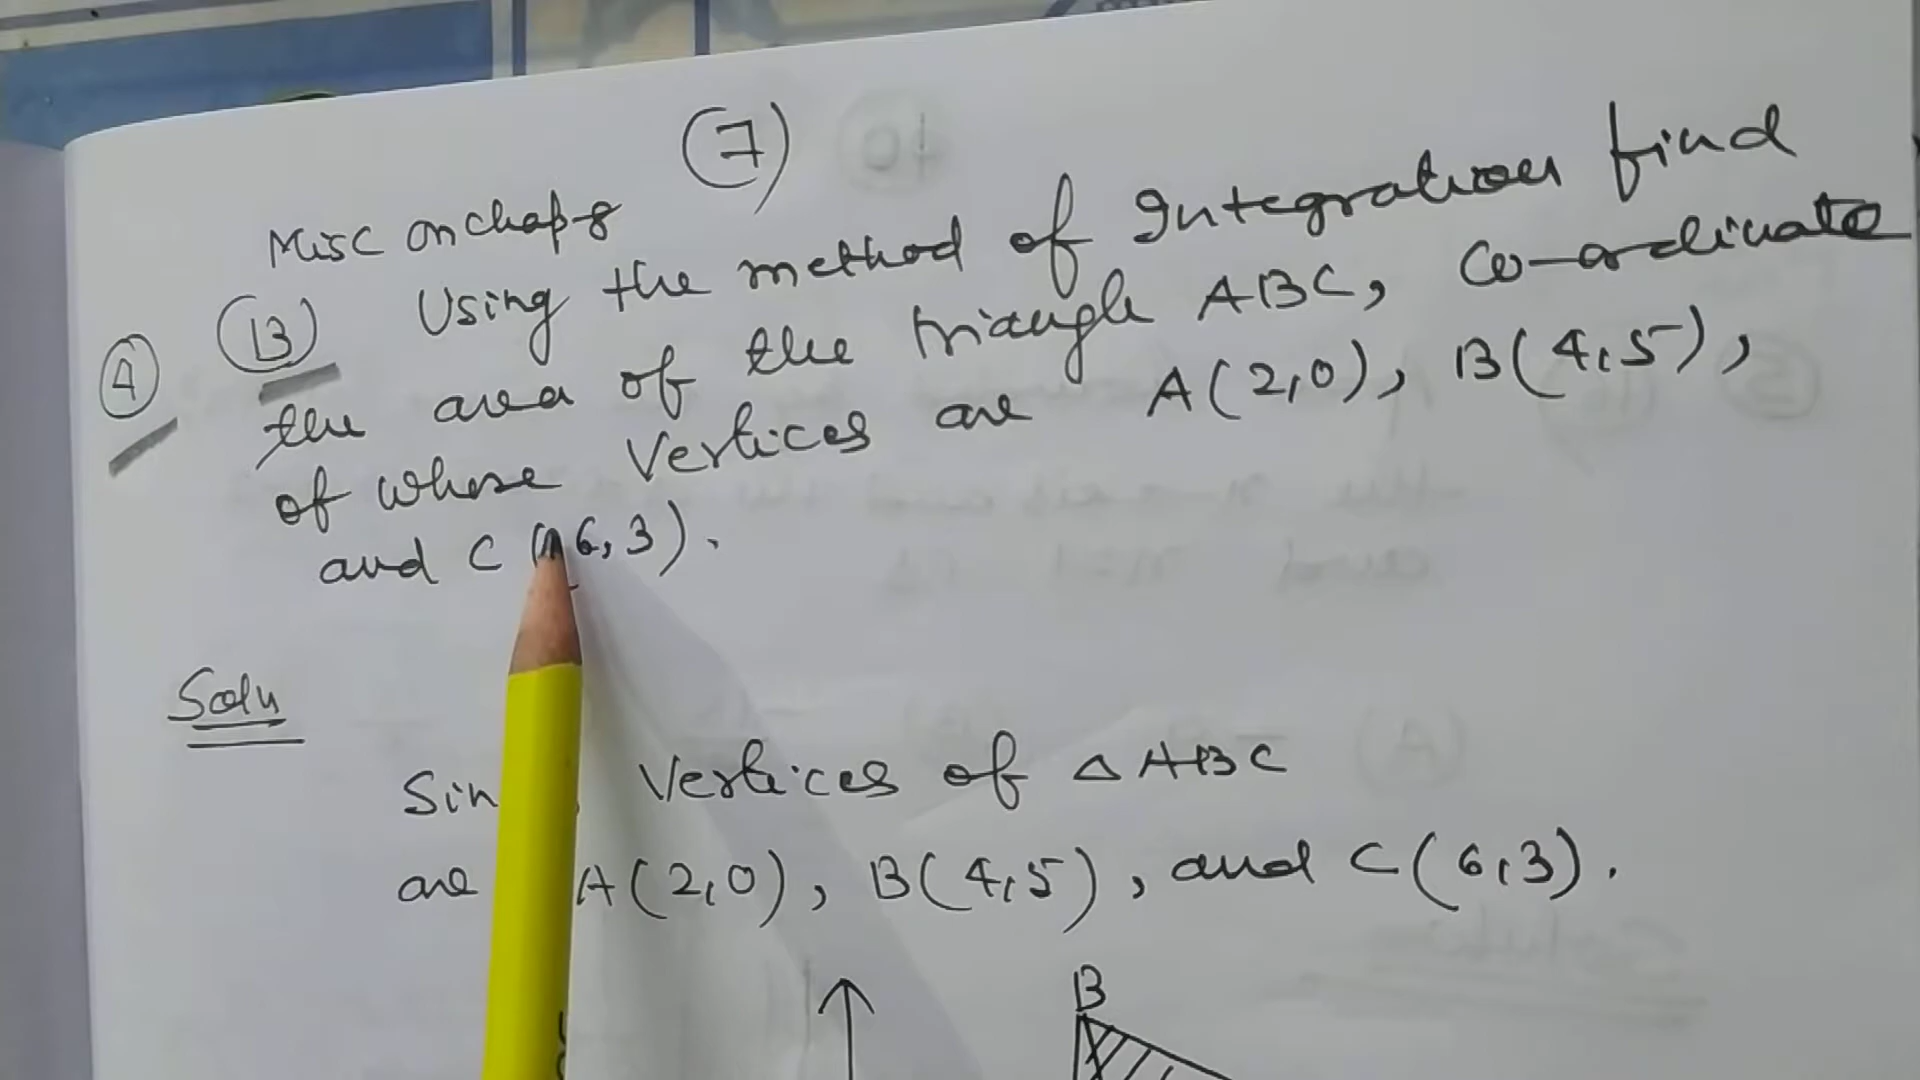 (7)
Misc on chap-8
(4) (13) Using the method of Integration find
the area of the triangle ABC, Co-ordinate
of whose Vertices are A(2,0), B(4,5),
and C (6,3).
Soln
Vertices of △ ABC
are A(2,0), B(4,5), and C(6,3).
B